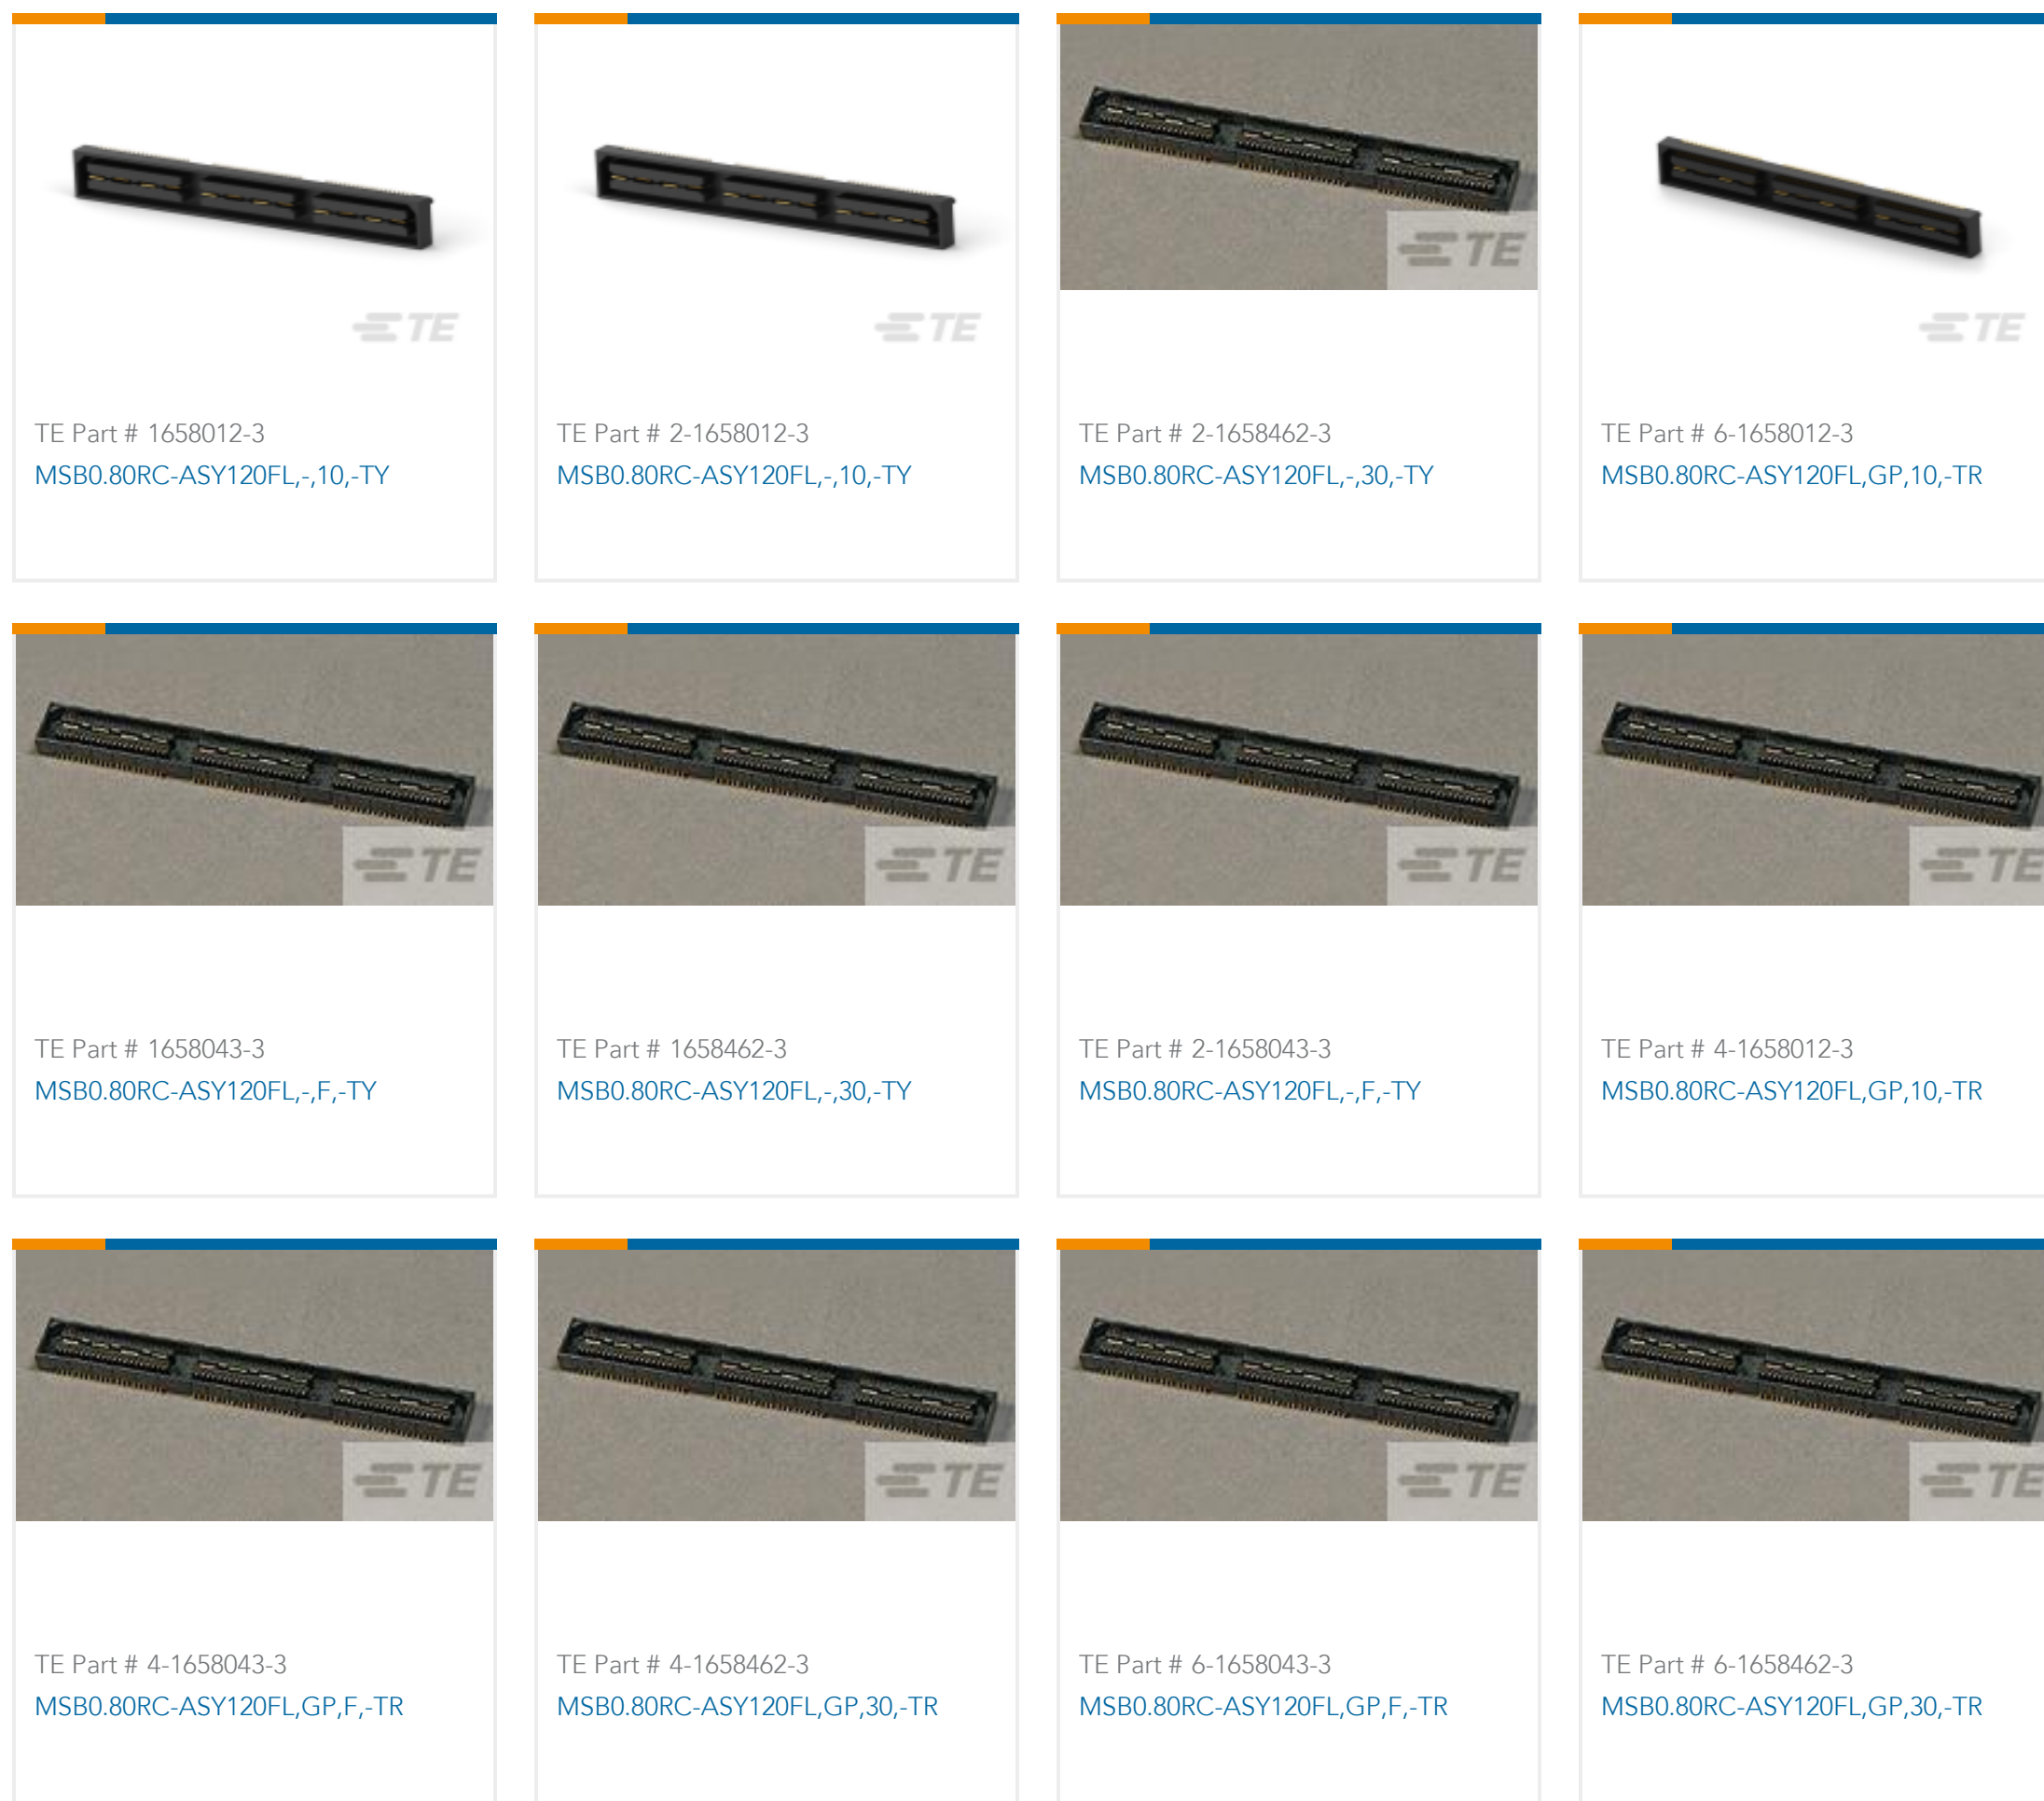 TE
TE
TE
TE
TE Part # 1658012-3
MSB0.80RC-ASY120FL,-,10,-TY
TE Part # 2-1658012-3
MSB0.80RC-ASY120FL,-,10,-TY
TE Part # 2-1658462-3
MSB0.80RC-ASY120FL,-,30,-TY
TE Part # 6-1658012-3
MSB0.80RC-ASY120FL,GP,10,-TR
TE
TE
TE
TE
TE Part # 1658043-3
MSB0.80RC-ASY120FL,-,F,-TY
TE Part # 1658462-3
MSB0.80RC-ASY120FL,-,30,-TY
TE Part # 2-1658043-3
MSB0.80RC-ASY120FL,-,F,-TY
TE Part # 4-1658012-3
MSB0.80RC-ASY120FL,GP,10,-TR
TE
TE
TE
TE
TE Part # 4-1658043-3
MSB0.80RC-ASY120FL,GP,F,-TR
TE Part # 4-1658462-3
MSB0.80RC-ASY120FL,GP,30,-TR
TE Part # 6-1658043-3
MSB0.80RC-ASY120FL,GP,F,-TR
TE Part # 6-1658462-3
MSB0.80RC-ASY120FL,GP,30,-TR